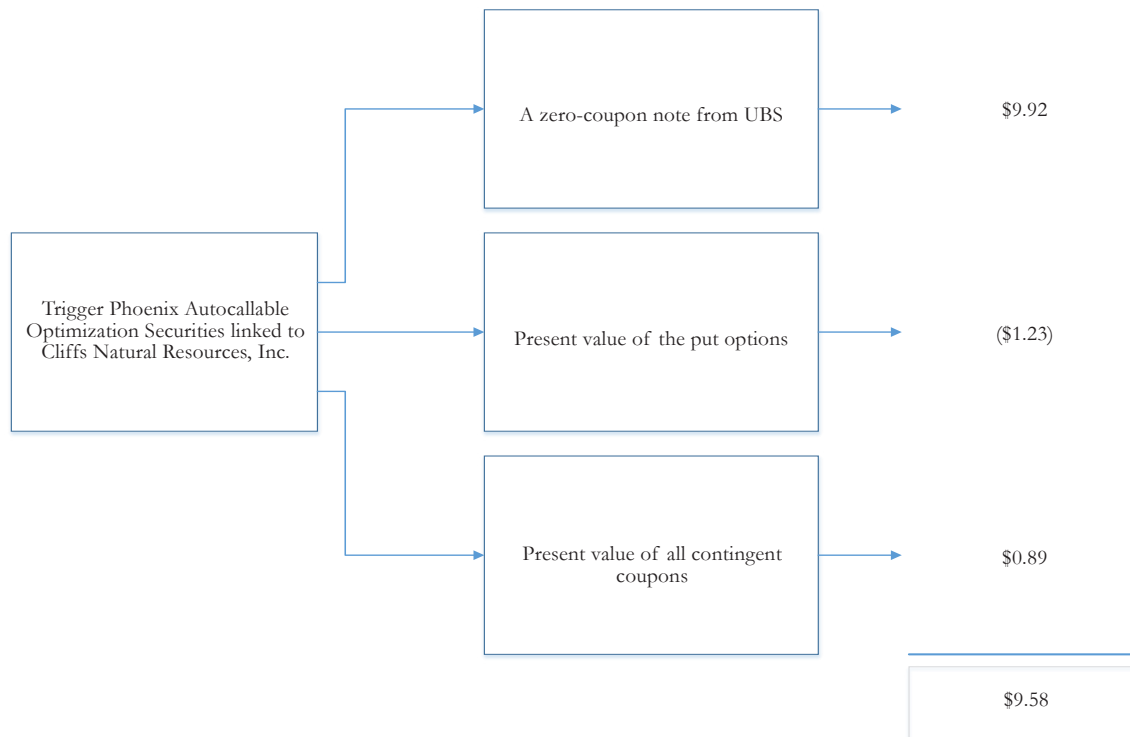 A zero-coupon note from UBS
$9.92
Trigger Phoenix Autocallable
Optimization Securities linked to
Cliffs Natural Resources, Inc.
Present value of the put options
($1.23)
Present value of all contingent
coupons
$0.89
$9.58